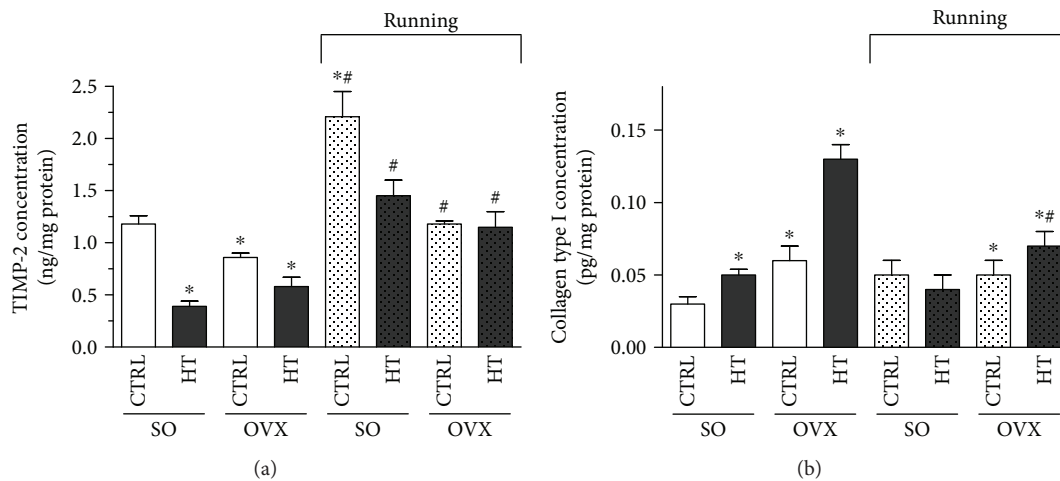 Running
TIMP-2 concentration
(ng/mg protein)
2.5
2.0
1.5
1.0
0.5
0.0
*
*
*
*#
#
#
#
CTRL
HT
CTRL
HT
CTRL
HT
CTRL
HT
SO
OVX
SO
OVX
(a)
Running
Collagen type I concentration
(pg/mg protein)
0.15
0.10
0.05
0.00
*
*
*
*
*#
CTRL
HT
CTRL
HT
CTRL
HT
CTRL
HT
SO
OVX
SO
OVX
(b)